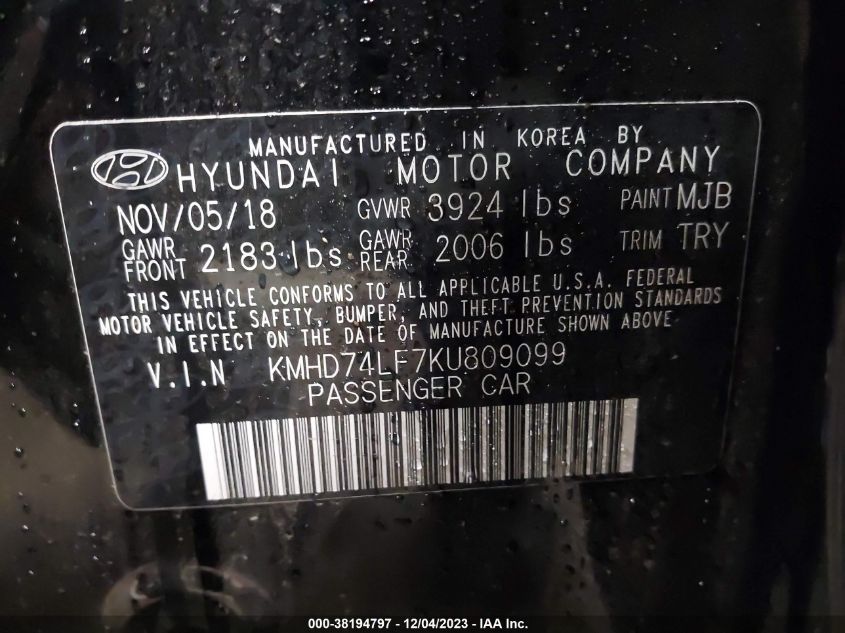 MANUFACTURED IN KOREA BY
HYUNDAI MOTOR COMPANY
NOV/05/18 GVWR 3924 lbs PAINT MJB
GAWR FRONT 2183 lbs GAWR REAR 2006 lbs TRIM TRY
THIS VEHICLE CONFORMS TO ALL APPLICABLE U.S.A. FEDERAL
MOTOR VEHICLE SAFETY, BUMPER, AND THEFT PREVENTION STANDARDS
IN EFFECT ON THE DATE OF MANUFACTURE SHOWN ABOVE
V.I.N KMHD74LF7KU809099
PASSENGER CAR
000-38194797 - 12/04/2023 - IAA Inc.